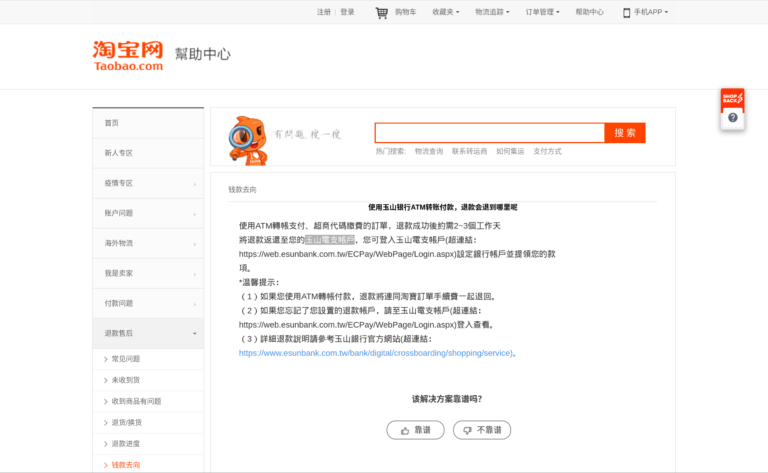 注册 | 登录
购物车
收藏夹
物流追踪
订单管理
帮助中心
手机APP
淘宝网
Taobao.com
幫助中心
SHOP
BACK
?
首页
新人专区
疫情专区
账户问题
海外物流
我是卖家
付款问题
退款售后
常见问题
未收到货
收到商品有问题
退货/换货
退款进度
钱款去向
有问题,搜一搜
搜 索
热门搜索: 物流查询 联系转运商 如何集运 支付方式
钱款去向
使用玉山银行ATM转账付款，退款会退到哪里呢
使用ATM轉帳支付、超商代碼繳費的訂單，退款成功後約需2~3個工作天
將退款返還至您的玉山電支帳戶，您可登入玉山電支帳戶(超連結：
https://web.esunbank.com.tw/ECPay/WebPage/Login.aspx)設定銀行帳戶並提領您的款
項。
*温馨提示：
（１）如果您使用ATM轉帳付款，退款將連同淘寶訂單手續費一起退回。
（２）如果您忘記了您設置的退款帳戶，請至玉山電支帳戶(超連結：
https://web.esunbank.com.tw/ECPay/WebPage/Login.aspx)登入查看。
（３）詳細退款說明請參考玉山銀行官方網站(超連結：
https://www.esunbank.com.tw/bank/digital/crossboarding/shopping/service)。
该解决方案靠谱吗?
靠谱
不靠谱